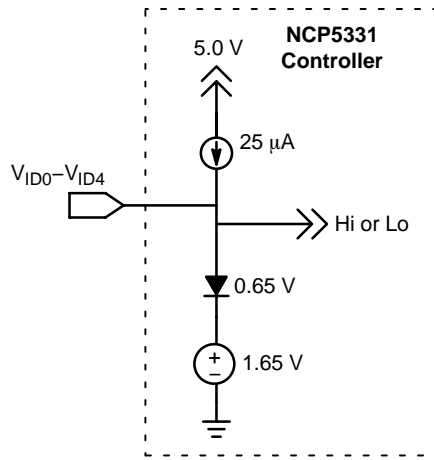 NCP5331
Controller
5.0 V
25 μA
V_ID0–V_ID4
Hi or Lo
0.65 V
+
−
1.65 V